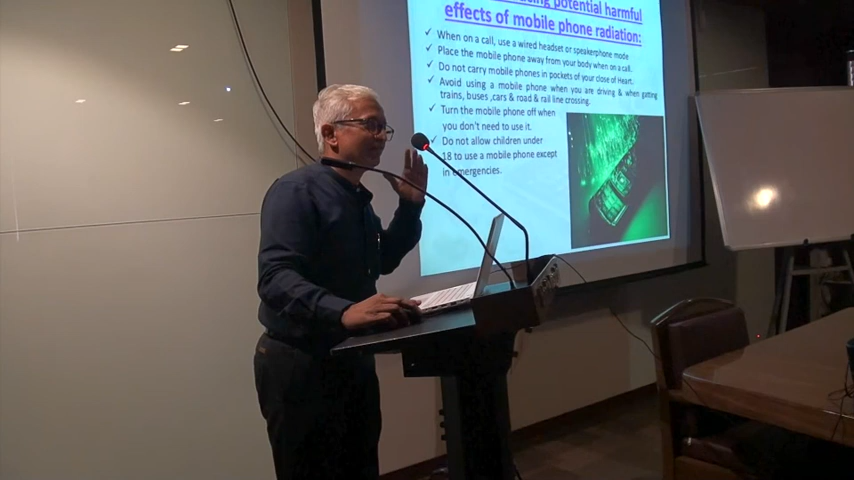 potential harmful
effects of mobile phone radiation:
✓ When on a call, use a wired headset or speakerphone mode
✓ Place the mobile phone away from your body when on a call.
✓ Do not carry mobile phones in pockets of your close of Heart.
✓ Avoid using a mobile phone when you are driving & when getting
trains, buses ,cars & road & rail line crossing.
✓ Turn the mobile phone off when
you don't need to use it.
✓ Do not allow children under
18 to use a mobile phone except
in emergencies.